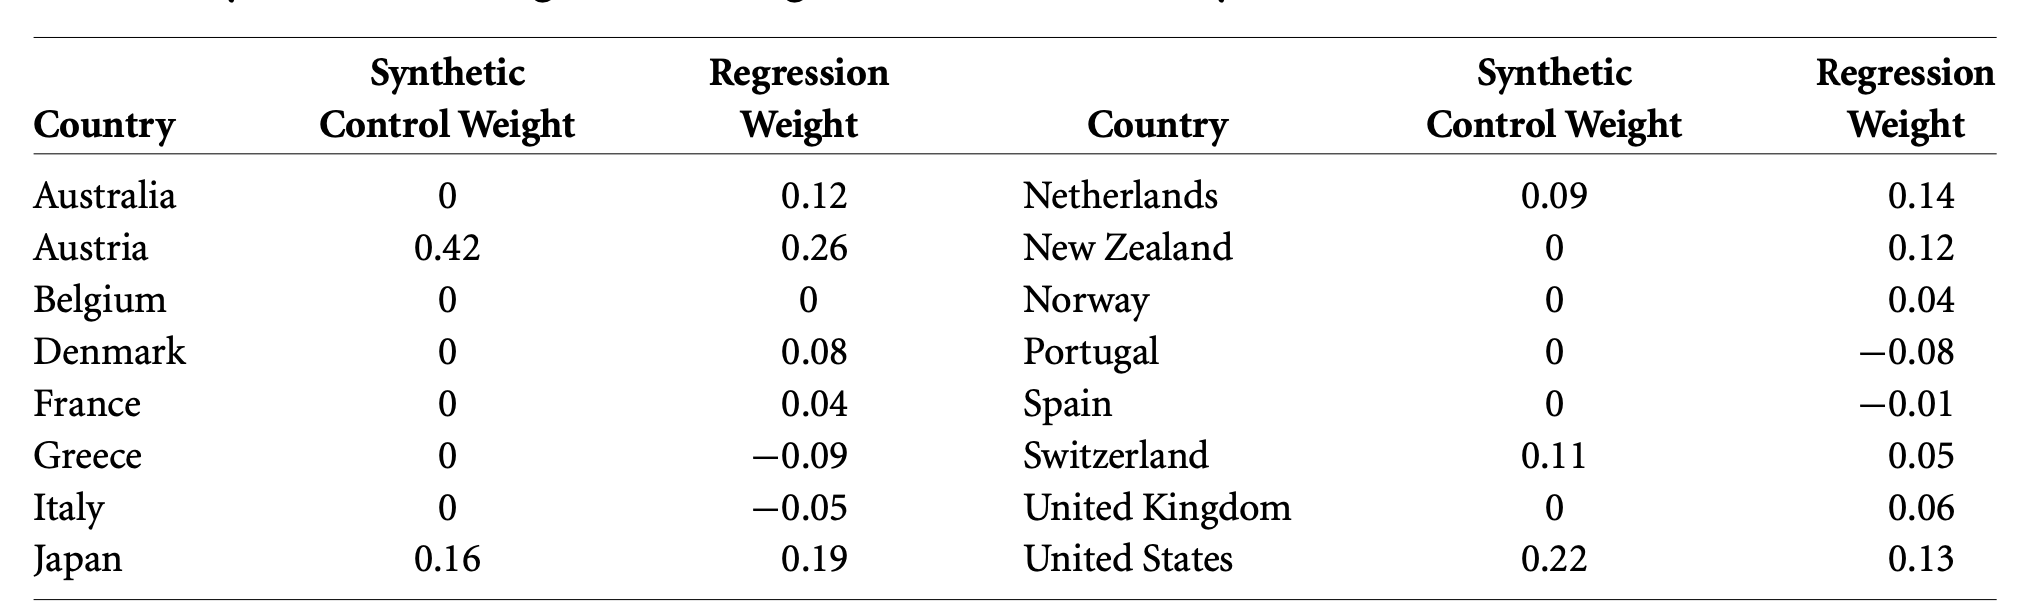 Synthetic Regression Synthetic Regression
Country Control Weight Weight Country Control Weight Weight
Australia 0 0.12 Netherlands 0.09 0.14
Austria 0.42 0.26 New Zealand 0 0.12
Belgium 0 0 Norway 0 0.04
Denmark 0 0.08 Portugal 0 −0.08
France 0 0.04 Spain 0 −0.01
Greece 0 −0.09 Switzerland 0.11 0.05
Italy 0 −0.05 United Kingdom 0 0.06
Japan 0.16 0.19 United States 0.22 0.13